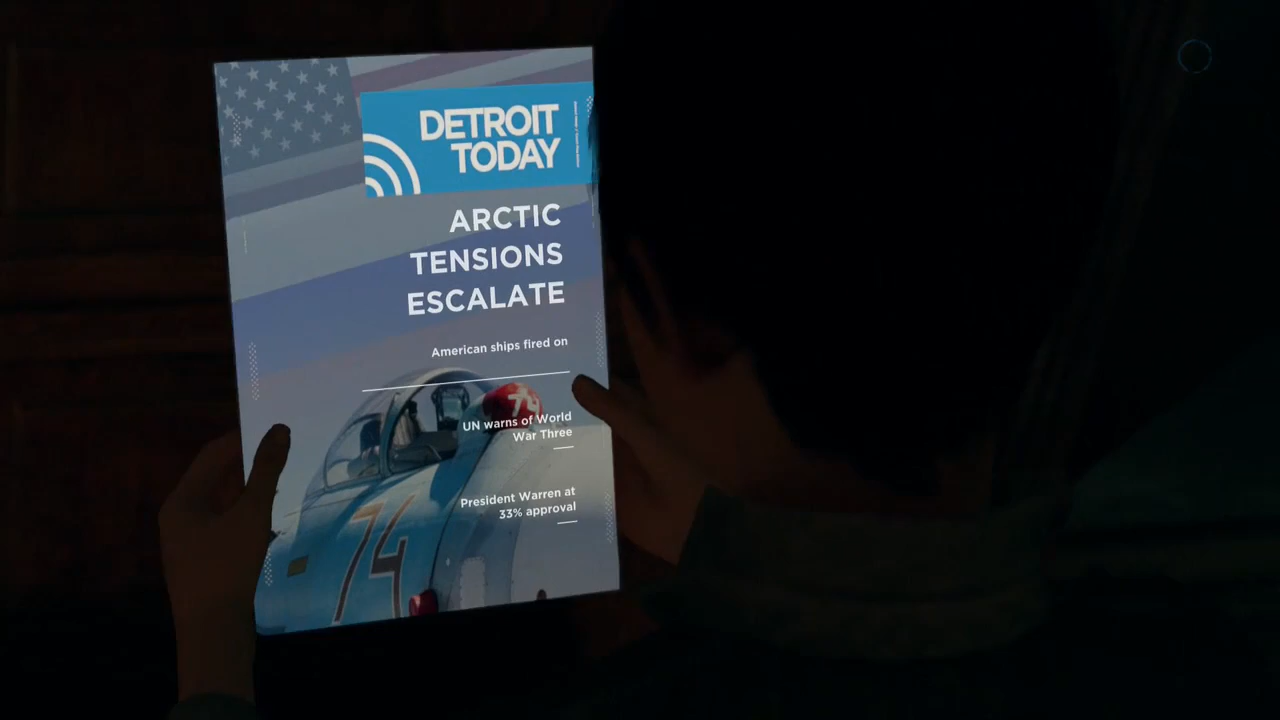 DETROIT
TODAY
ARCTIC
TENSIONS
ESCALATE
American ships fired on
74
UN warns of World
War Three
President Warren at
33% approval
74